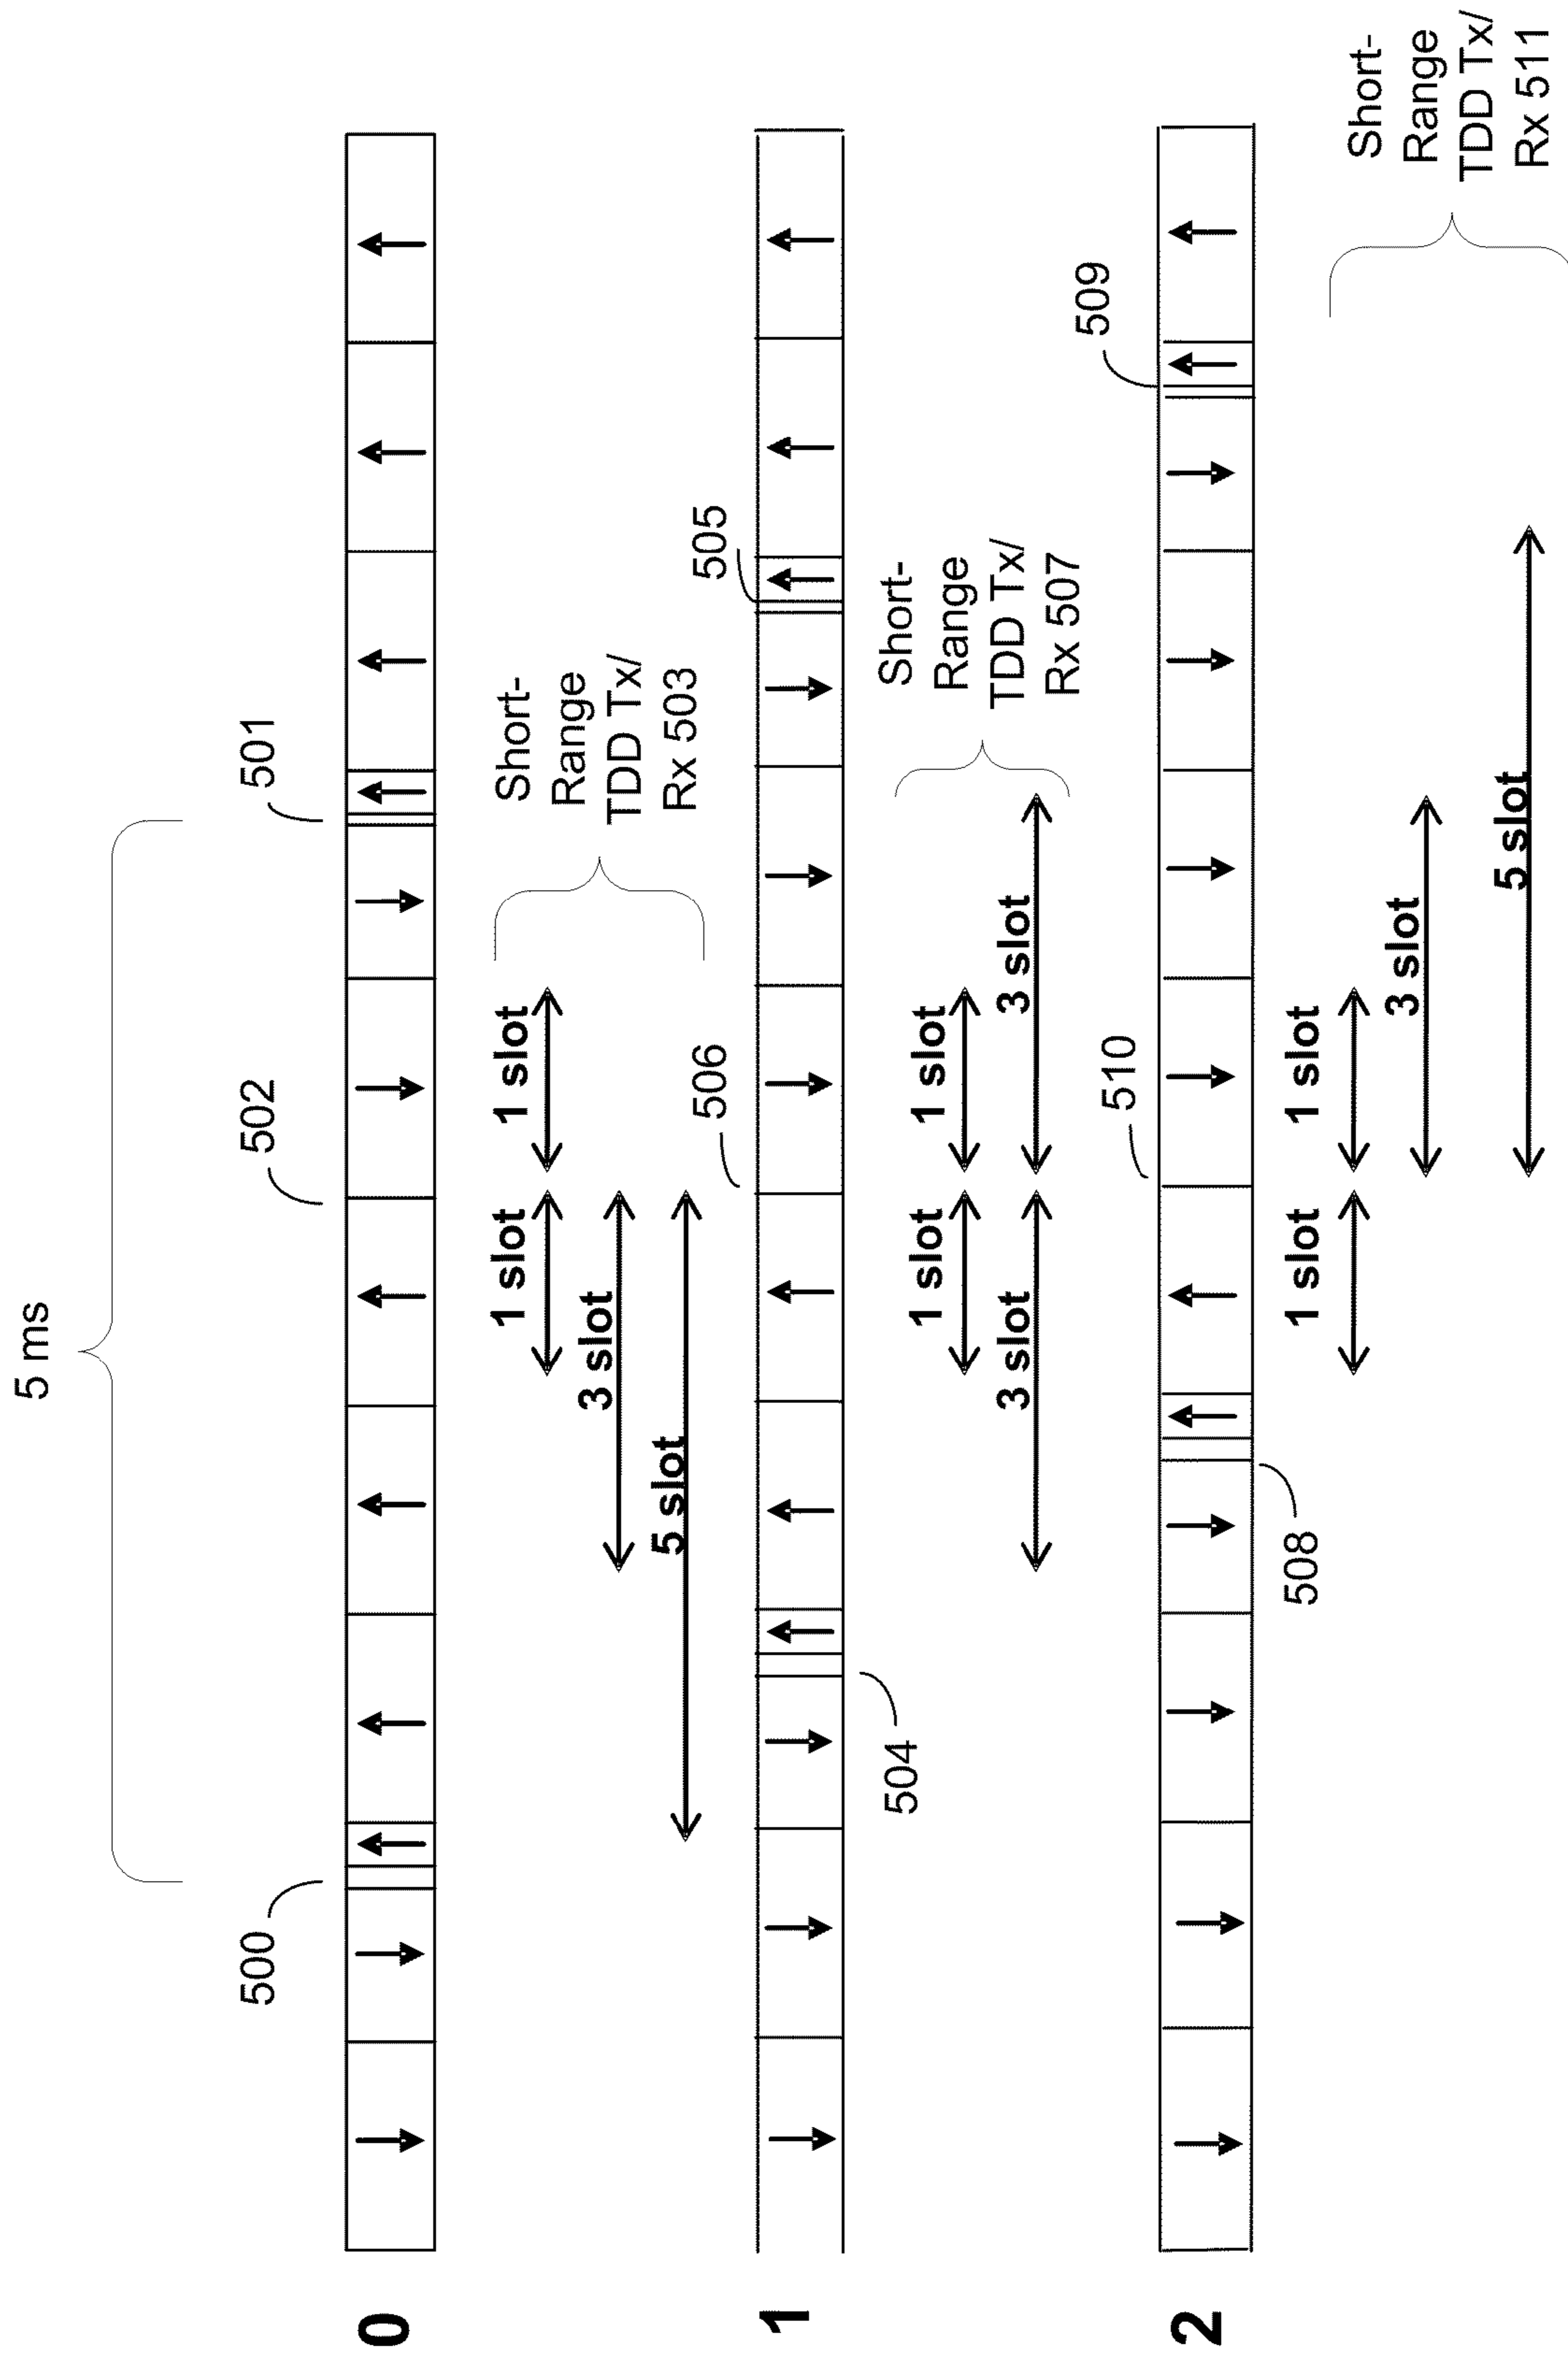 5 ms
500
502
501
0
1 slot
1 slot
3 slot
5 slot
Short-
Range
TDD Tx/
Rx 503
506
505
1
504
1 slot
1 slot
3 slot
3 slot
Short-
Range
TDD Tx/
Rx 507
510
509
2
508
1 slot
1 slot
3 slot
5 slot
Short-
Range
TDD Tx/
Rx 511